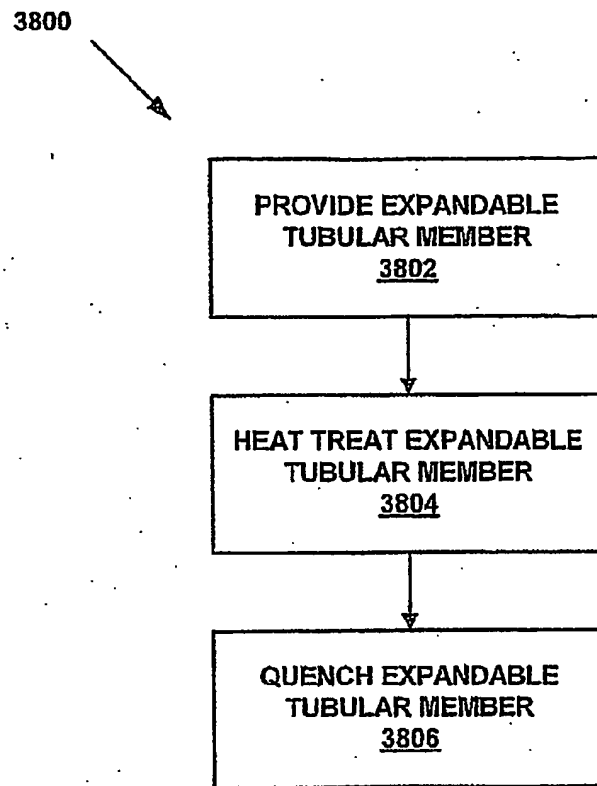 3800
PROVIDE EXPANDABLE
TUBULAR MEMBER
3802
HEAT TREAT EXPANDABLE
TUBULAR MEMBER
3804
QUENCH EXPANDABLE
TUBULAR MEMBER
3806